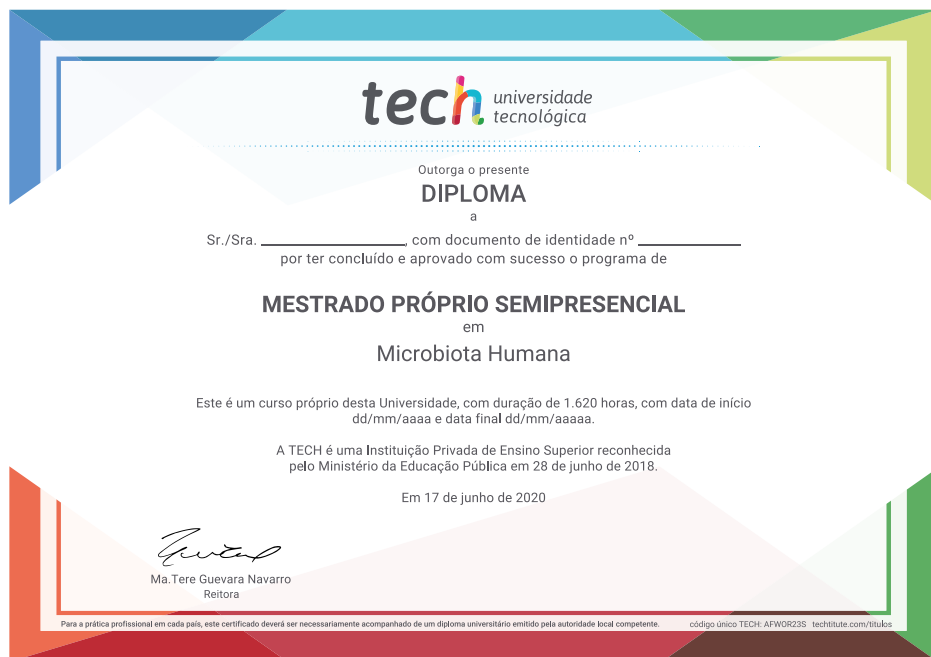 tech universidade
tecnológica
Outorga o presente
DIPLOMA
a
Sr./Sra. ________________, com documento de identidade nº ____________
por ter concluído e aprovado com sucesso o programa de
MESTRADO PRÓPRIO SEMIPRESENCIAL
em
Microbiota Humana
Este é um curso próprio desta Universidade, com duração de 1.620 horas, com data de início
dd/mm/aaaa e data final dd/mm/aaaaa.
A TECH é uma Instituição Privada de Ensino Superior reconhecida
pelo Ministério da Educação Pública em 28 de junho de 2018.
Em 17 de junho de 2020
Ma.Tere Guevara Navarro
Reitora
Para a prática profissional em cada país, este certificado deverá ser necessariamente acompanhado de um diploma universitário emitido pela autoridade local competente. código único TECH: AFWOR23S techtitute.com/titulos